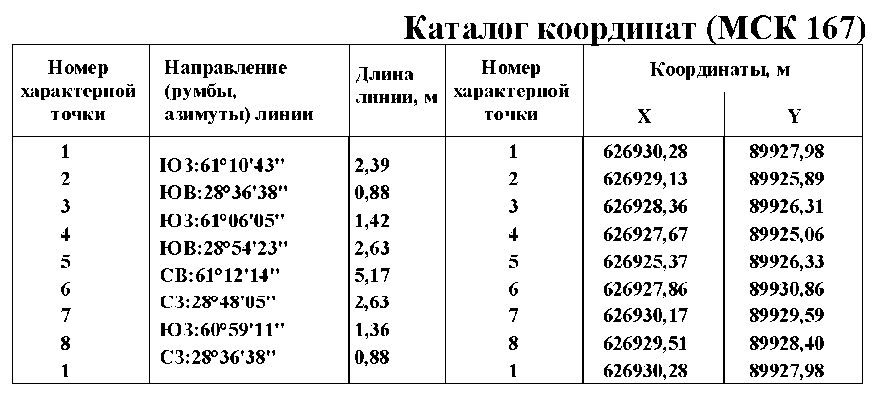 Каталог координат (МСК 167)
Номер характерной точки | Направление (румбы, азимуты) линии | Длина линии, м | Номер характерной точки | Координаты, м
X | Y
1 | 1 | 626930,28 | 89927,98
ЮЗ:61°10'43" | 2,39
2 | 2 | 626929,13 | 89925,89
ЮВ:28°36'38" | 0,88
3 | 3 | 626928,36 | 89926,31
ЮЗ:61°06'05" | 1,42
4 | 4 | 626927,67 | 89925,06
ЮВ:28°54'23" | 2,63
5 | 5 | 626925,37 | 89926,33
СВ:61°12'14" | 5,17
6 | 6 | 626927,86 | 89930,86
СЗ:28°48'05" | 2,63
7 | 7 | 626930,17 | 89929,59
ЮЗ:60°59'11" | 1,36
8 | 8 | 626929,51 | 89928,40
СЗ:28°36'38" | 0,88
1 | 1 | 626930,28 | 89927,98